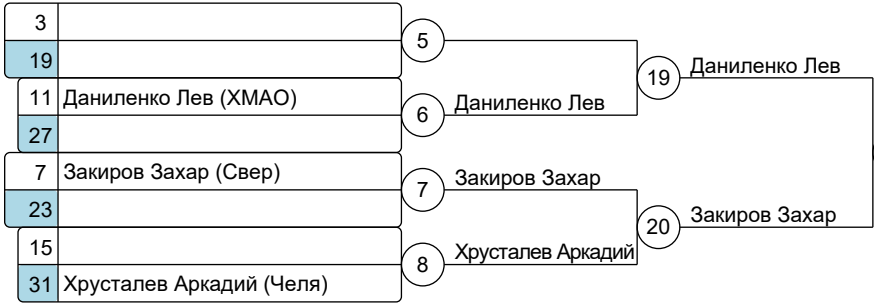 3
5
19
19
Даниленко Лев
11 Даниленко Лев (ХМАО)
6
Даниленко Лев
27
7 Закиров Захар (Свер)
7
Закиров Захар
23
20
Закиров Захар
15
8
Хрусталев Аркадий
31 Хрусталев Аркадий (Челя)